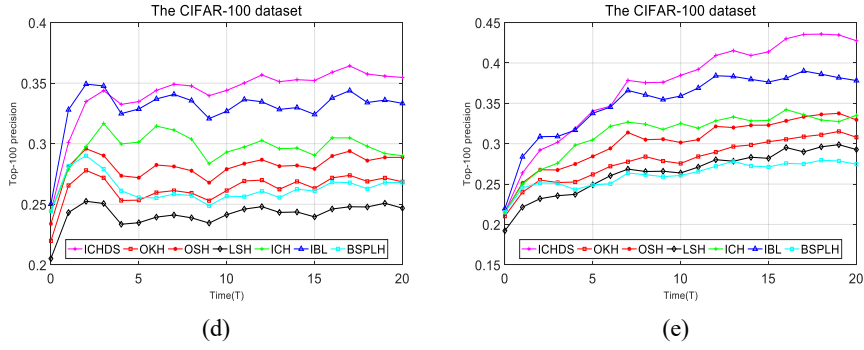 The CIFAR-100 dataset
0.4
0.35
0.3
0.25
0.2
Top-100 precision
ICHDS OKH OSH LSH ICH IBL BSPLH
0 5 10 15 20
Time(T)
(d)
The CIFAR-100 dataset
0.45
0.4
0.35
0.3
0.25
0.2
0.15
Top-100 precision
ICHDS OKH OSH LSH ICH IBL BSPLH
0 5 10 15 20
Time(T)
(e)